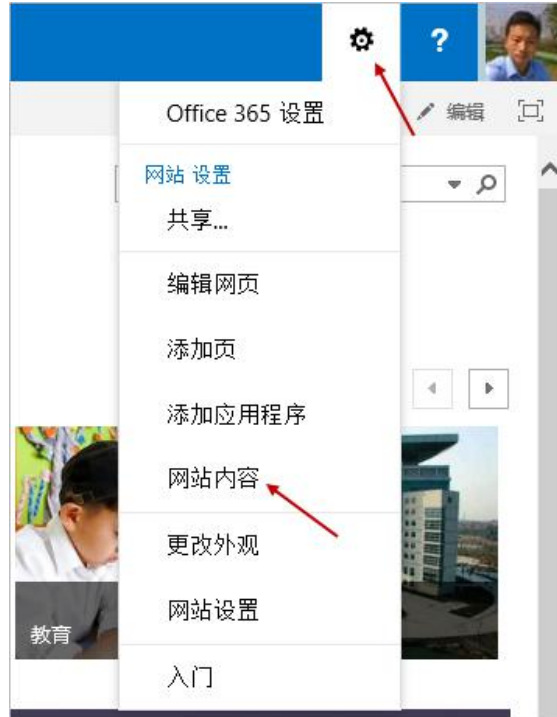 ?
Office 365 设置
编辑
网站 设置
共享...
编辑网页
添加页
添加应用程序
网站内容
更改外观
网站设置
教育
入门